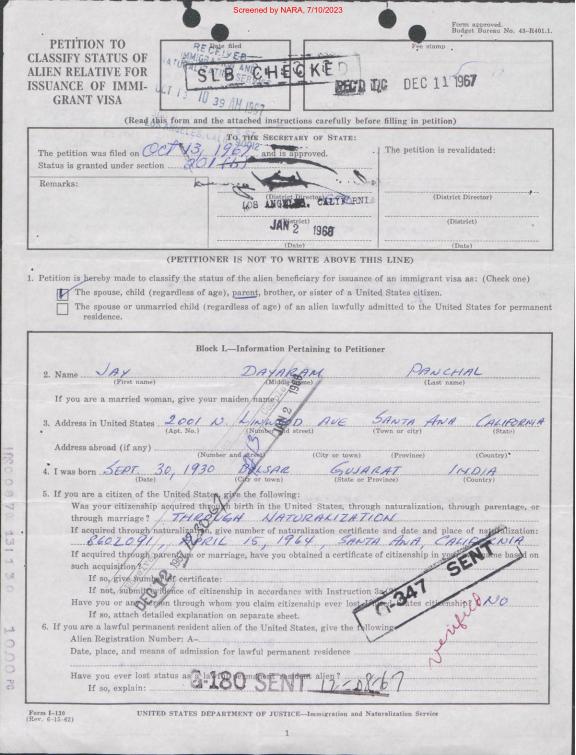 Screened by NARA, 7/10/2023
Form approved.
Budget Bureau No. 43-R401.1.
PETITION TO
CLASSIFY STATUS OF
ALIEN RELATIVE FOR
ISSUANCE OF IMMI-
GRANT VISA
Date filed
RECEIVED
IMMIGRATION AND
NATURALIZATION SERVICE
SLB CHECKED
OCT 13 10 39 AM 1967
LOS ANGELES, CALIF.
Fee stamp
REC'D DEC 11 1967
(Read this form and the attached instructions carefully before filling in petition)
TO THE SECRETARY OF STATE:
The petition was filed on OCT 13, 1967 and is approved.
Status is granted under section 201 (b)
The petition is revalidated:
Remarks:
(District Director)
LOS ANGELES, CALIFORNIA
(District)
JAN 2 1968
(Date)
(District Director)
(District)
(Date)
(PETITIONER IS NOT TO WRITE ABOVE THIS LINE)
1. Petition is hereby made to classify the status of the alien beneficiary for issuance of an immigrant visa as: (Check one)
The spouse, child (regardless of age), parent, brother, or sister of a United States citizen.
The spouse or unmarried child (regardless of age) of an alien lawfully admitted to the United States for permanent
residence.
Block I.—Information Pertaining to Petitioner
2. Name JAY DAYARAM PANCHAL
(First name) (Middle name) (Last name)
If you are a married woman, give your maiden name
3. Address in United States 2001 N. LINWOOD AVE SANTA ANA CALIFORNIA
(Apt. No.) (Number and street) (Town or city) (State)
Address abroad (if any)
(Number and street) (City or town) (Province) (Country)
4. I was born SEPT. 30, 1930 BULSAR GUJARAT INDIA
(Date) (City or town) (State or Province) (Country)
5. If you are a citizen of the United States, give the following:
Was your citizenship acquired through birth in the United States, through naturalization, through parentage, or
through marriage? THROUGH NATURALIZATION
If acquired through naturalization, give number of naturalization certificate and date and place of naturalization:
8602091, APRIL 15, 1964, SANTA ANA, CALIFORNIA
If acquired through parentage or marriage, have you obtained a certificate of citizenship in your own name based on
such acquisition?
If so, give number of certificate:
If not, submit evidence of citizenship in accordance with Instruction
Have you or any person through whom you claim citizenship ever lost United States citizenship NO
If so, attach detailed explanation on separate sheet.
6. If you are a lawful permanent resident alien of the United States, give the following:
Alien Registration Number: A–
Date, place, and means of admission for lawful permanent residence
Have you ever lost status as a lawful permanent resident alien?
If so, explain:
JAN 2 1968
DEC 12 1967
G-347 SENT
verified
G-180 SENT 12-08-67
Form I-130
(Rev. 6-15-62)
UNITED STATES DEPARTMENT OF JUSTICE—Immigration and Naturalization Service
1